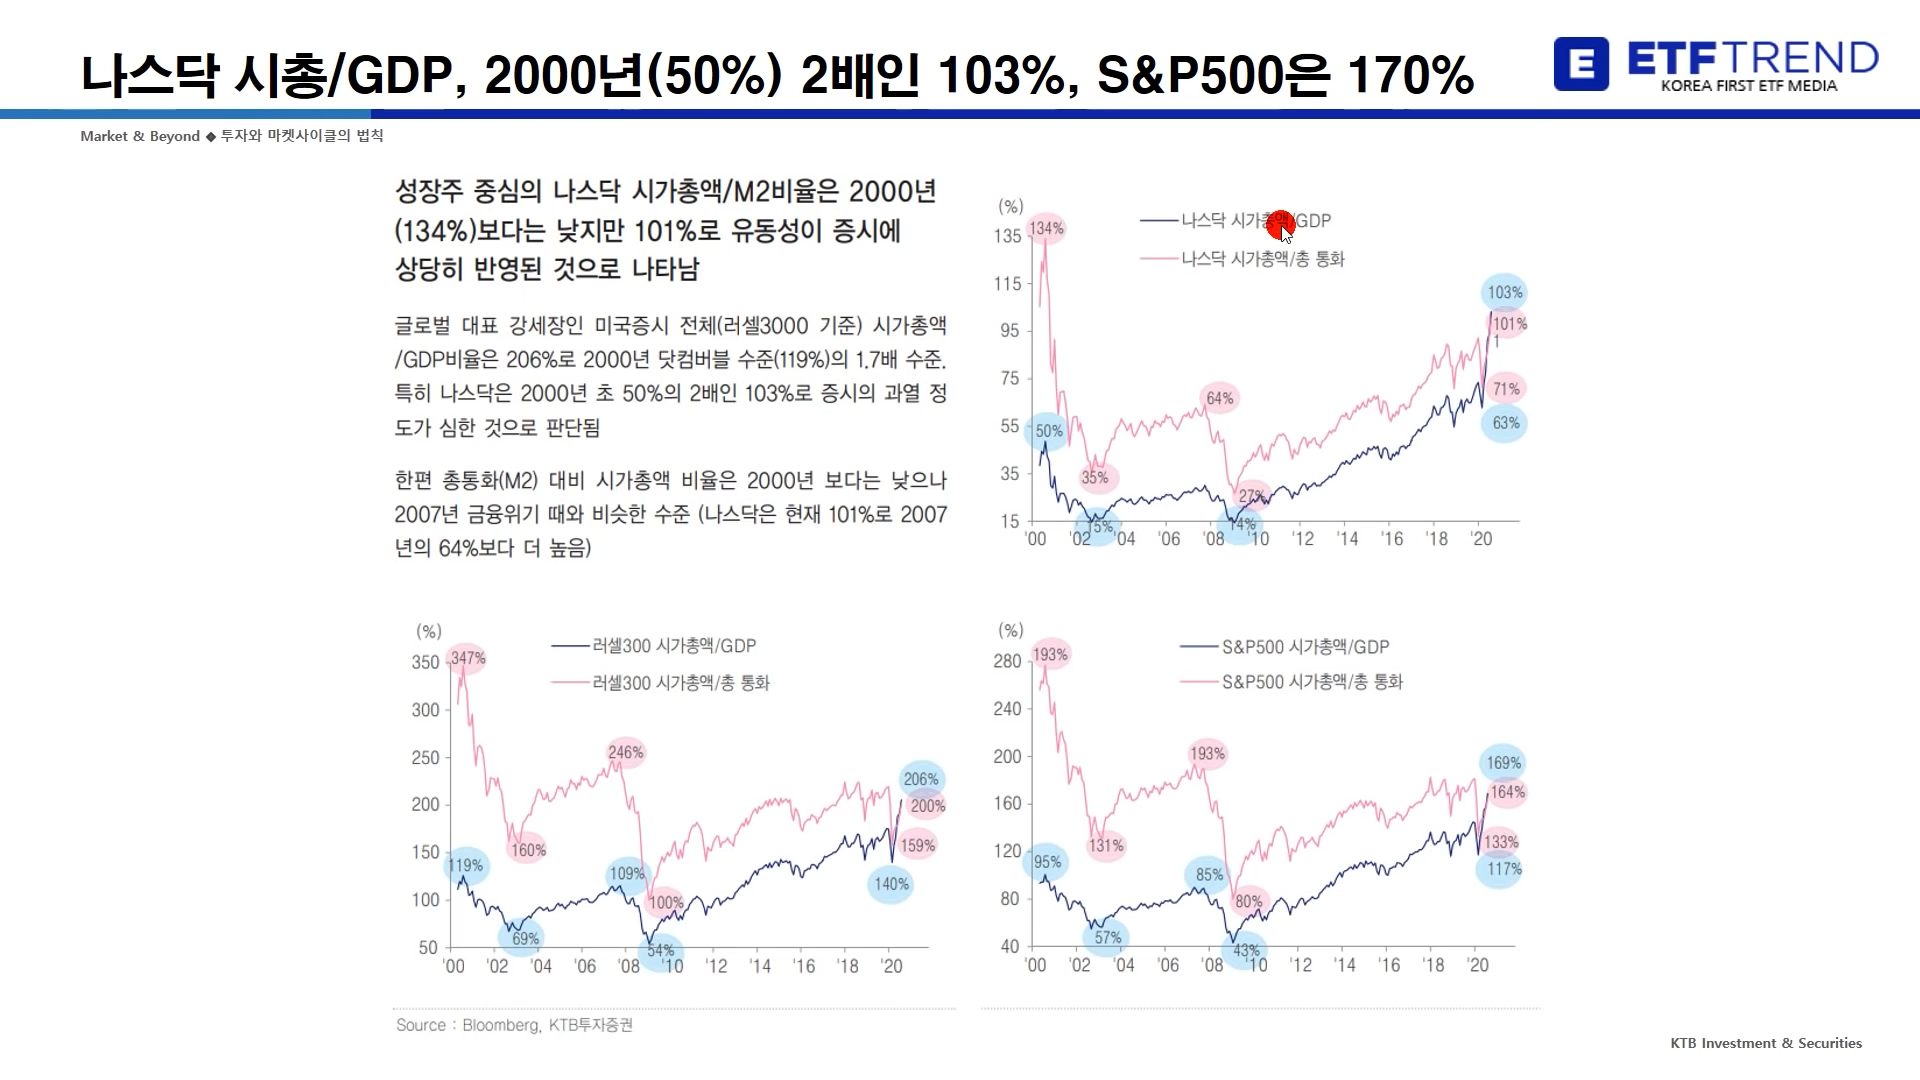 나스닥 시총/GDP, 2000년(50%) 2배인 103%, S&P500은 170%
E ETFTREND
KOREA FIRST ETF MEDIA
Market & Beyond ◆ 투자와 마켓사이클의 법칙
성장주 중심의 나스닥 시가총액/M2비율은 2000년
(134%)보다는 낮지만 101%로 유동성이 증시에
상당히 반영된 것으로 나타남
글로벌 대표 강세장인 미국증시 전체(러셀3000 기준) 시가총액
/GDP비율은 206%로 2000년 닷컴버블 수준(119%)의 1.7배 수준.
특히 나스닥은 2000년 초 50%의 2배인 103%로 증시의 과열 정
도가 심한 것으로 판단됨
한편 총통화(M2) 대비 시가총액 비율은 2000년 보다는 낮으나
2007년 금융위기 때와 비슷한 수준 (나스닥은 현재 101%로 2007
년의 64%보다 더 높음)
(%)
나스닥 시가총액/GDP
나스닥 시가총액/총 통화
135
115
95
75
55
35
15
134%
50%
35%
15%
64%
27%
14%
103%
101%
1
71%
63%
'00 '02 '04 '06 '08 '10 '12 '14 '16 '18 '20
(%)
러셀300 시가총액/GDP
러셀300 시가총액/총 통화
350
300
250
200
150
100
50
347%
119%
160%
69%
246%
109%
100%
54%
206%
200%
159%
140%
'00 '02 '04 '06 '08 '10 '12 '14 '16 '18 '20
(%)
S&P500 시가총액/GDP
S&P500 시가총액/총 통화
280
240
200
160
120
80
40
193%
95%
131%
57%
193%
85%
80%
43%
169%
164%
133%
117%
'00 '02 '04 '06 '08 '10 '12 '14 '16 '18 '20
Source : Bloomberg, KTB투자증권
KTB Investment & Securities